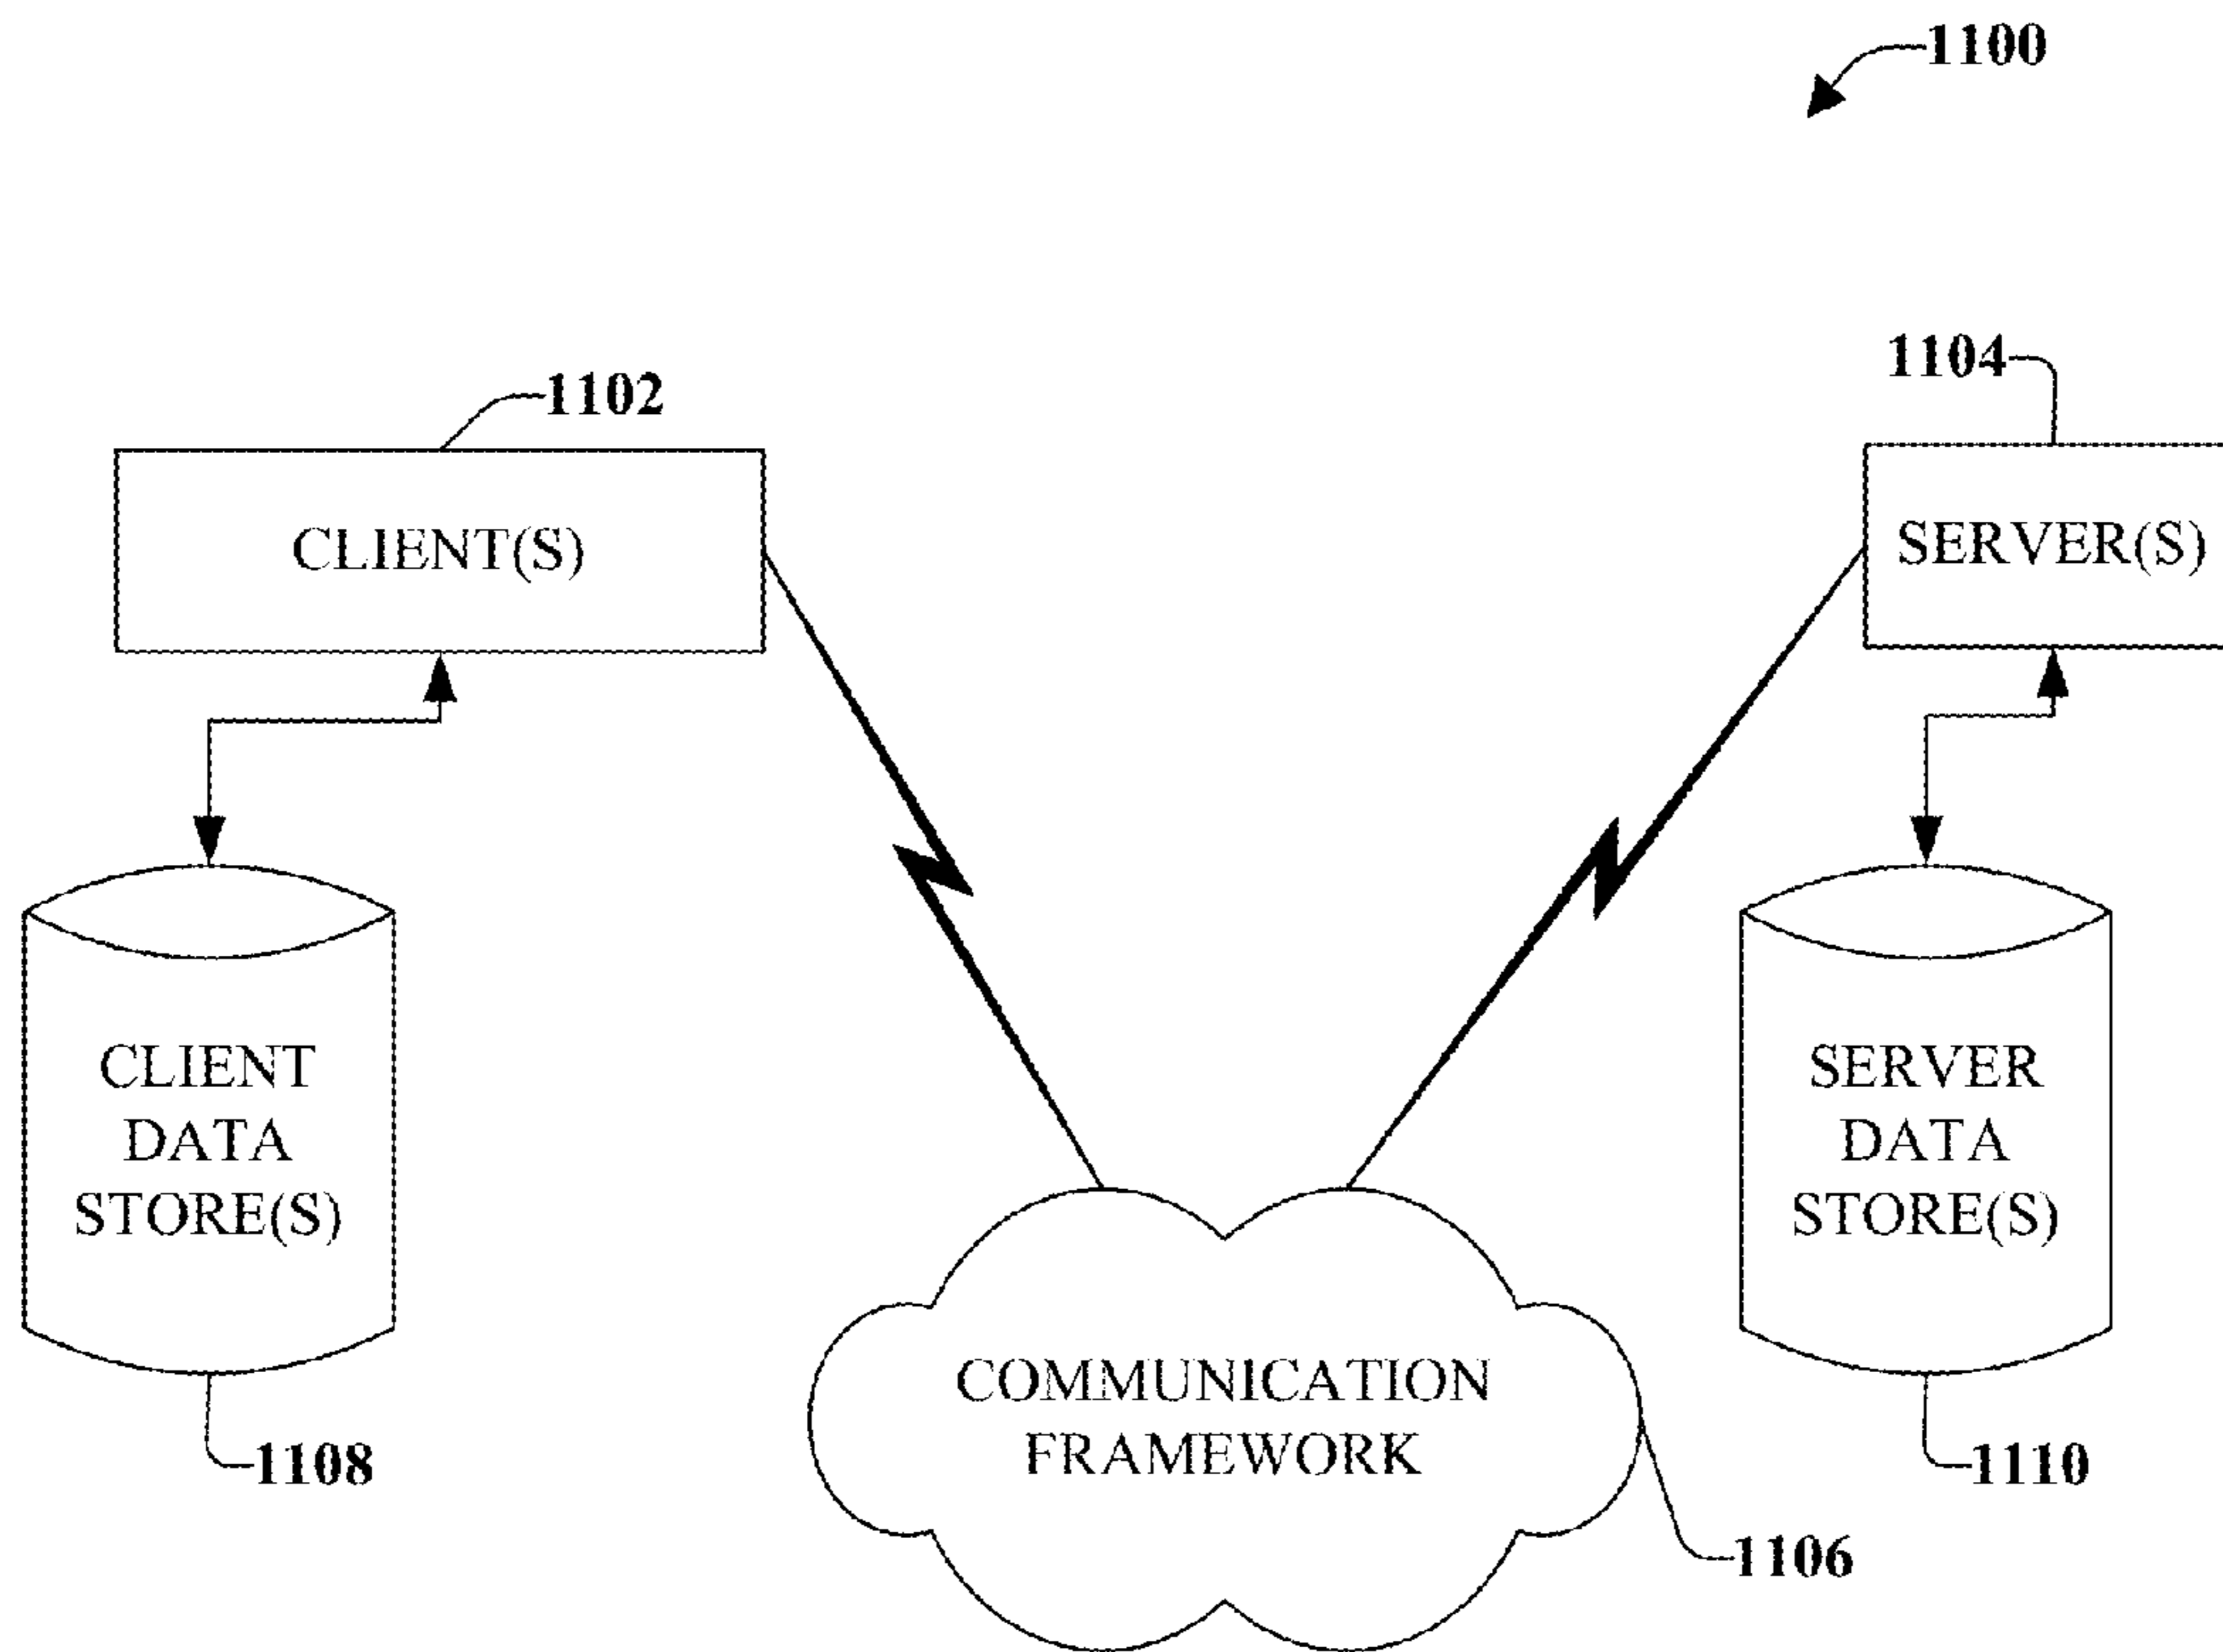 1100
1102
1104
CLIENT(S)
SERVER(S)
CLIENT
DATA
STORE(S)
SERVER
DATA
STORE(S)
COMMUNICATION
FRAMEWORK
1108
1110
1106